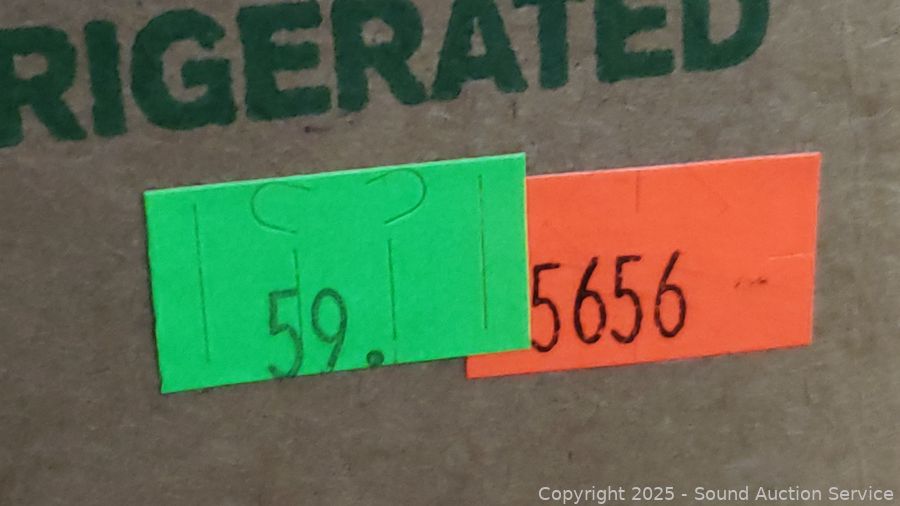 RIGERATED
59.
5656
Copyright © 2025 - Sound Auction Service